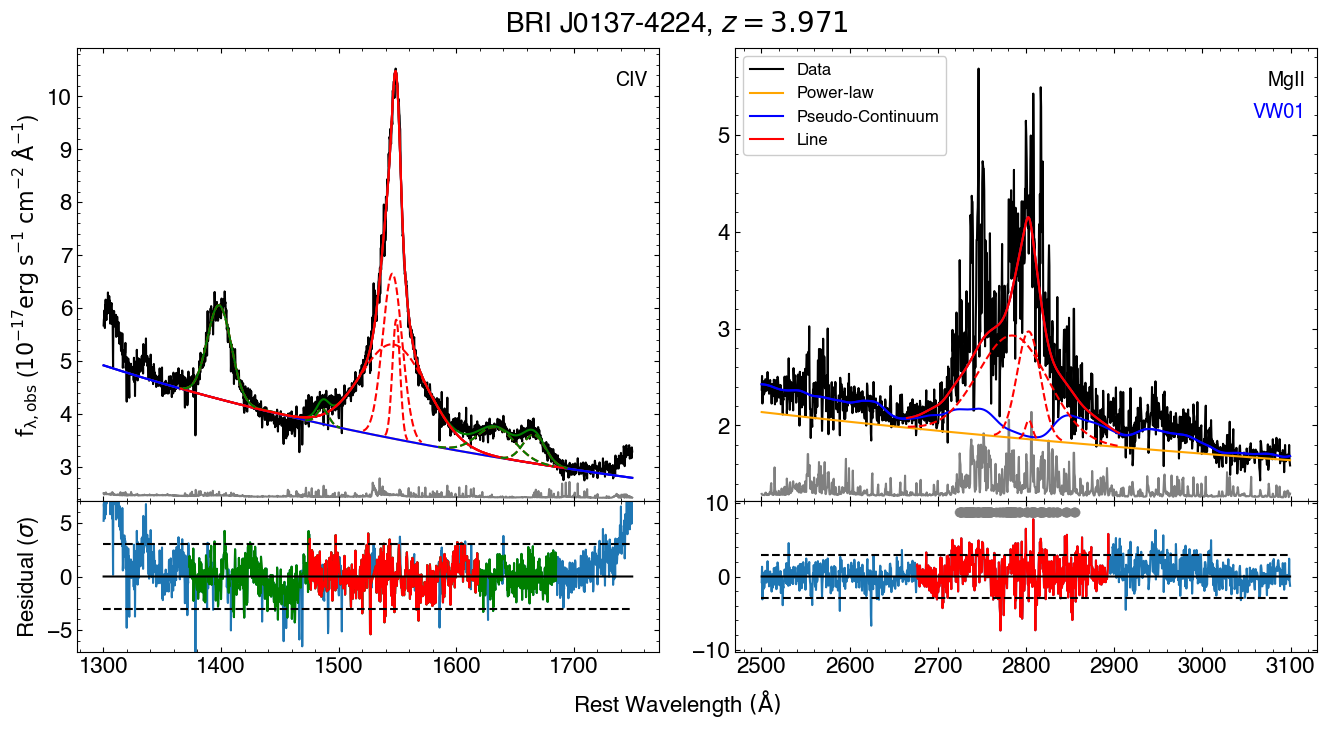 BRI J0137-4224, z = 3.971
CIV
f_λ,obs (10⁻¹⁷erg s⁻¹ cm⁻² Å⁻¹)
10
9
8
7
6
5
4
3
Data
Power-law
Pseudo-Continuum
Line
MgII
VW01
5
4
3
2
Residual (σ)
5
0
−5
10
0
−10
1300 1400 1500 1600 1700
2500 2600 2700 2800 2900 3000 3100
Rest Wavelength (Å)